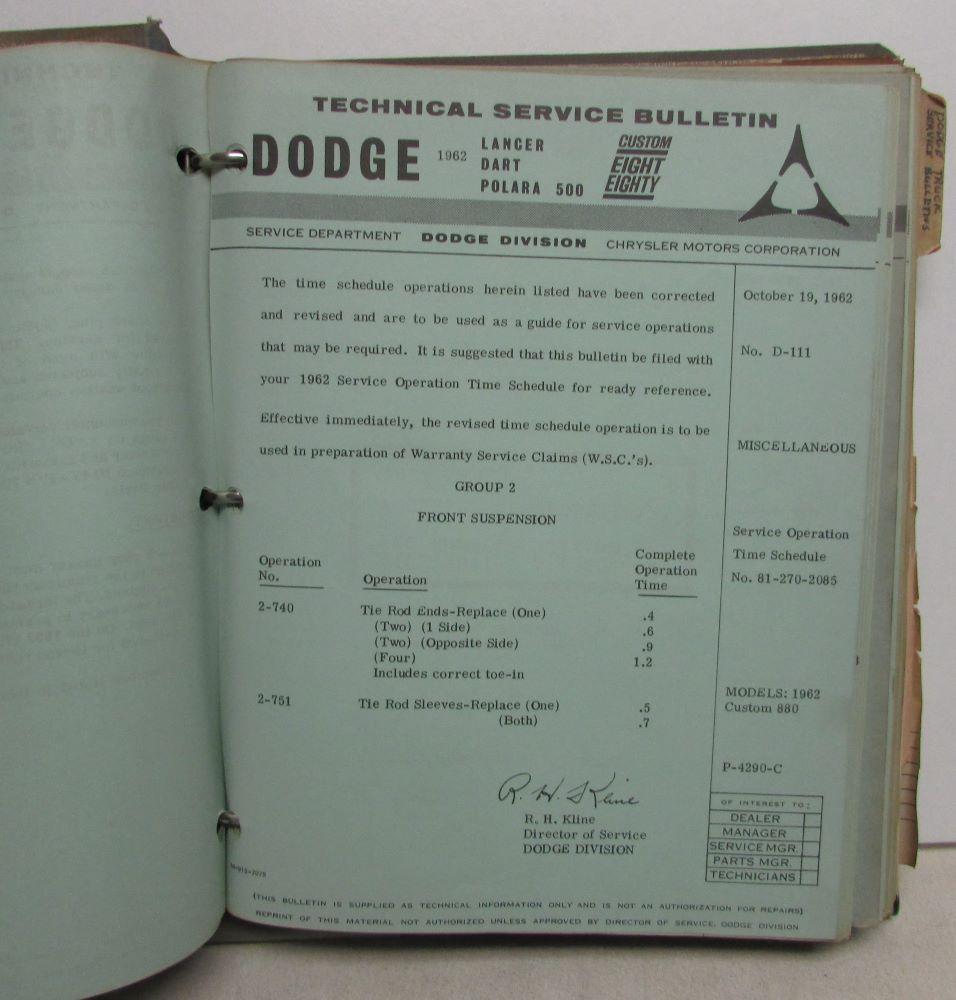 TECHNICAL SERVICE BULLETIN
DODGE 1962 LANCER
DART
POLARA 500
CUSTOM
EIGHT
EIGHTY
SERVICE DEPARTMENT DODGE DIVISION CHRYSLER MOTORS CORPORATION
The time schedule operations herein listed have been corrected
and revised and are to be used as a guide for service operations
that may be required. It is suggested that this bulletin be filed with
your 1962 Service Operation Time Schedule for ready reference.
Effective immediately, the revised time schedule operation is to be
used in preparation of Warranty Service Claims (W.S.C.'s).
GROUP 2
FRONT SUSPENSION
Operation
No.
Operation
Complete
Operation
Time
2-740 Tie Rod Ends-Replace (One) .4
(Two) (1 Side) .6
(Two) (Opposite Side) .9
(Four) 1.2
Includes correct toe-in
2-751 Tie Rod Sleeves-Replace (One) .5
(Both) .7
R. H. Kline
R. H. Kline
Director of Service
DODGE DIVISION
October 19, 1962
No. D-111
MISCELLANEOUS
Service Operation
Time Schedule
No. 81-270-2085
MODELS: 1962
Custom 880
P-4290-C
OF INTEREST TO:
DEALER
MANAGER
SERVICE MGR.
PARTS MGR.
TECHNICIANS
(THIS BULLETIN IS SUPPLIED AS TECHNICAL INFORMATION ONLY AND IS NOT AN AUTHORIZATION FOR REPAIRS)
REPRINT OF THIS MATERIAL NOT AUTHORIZED UNLESS APPROVED BY DIRECTOR OF SERVICE, DODGE DIVISION
DODGE TRUCK
SERVICE BULLETINS